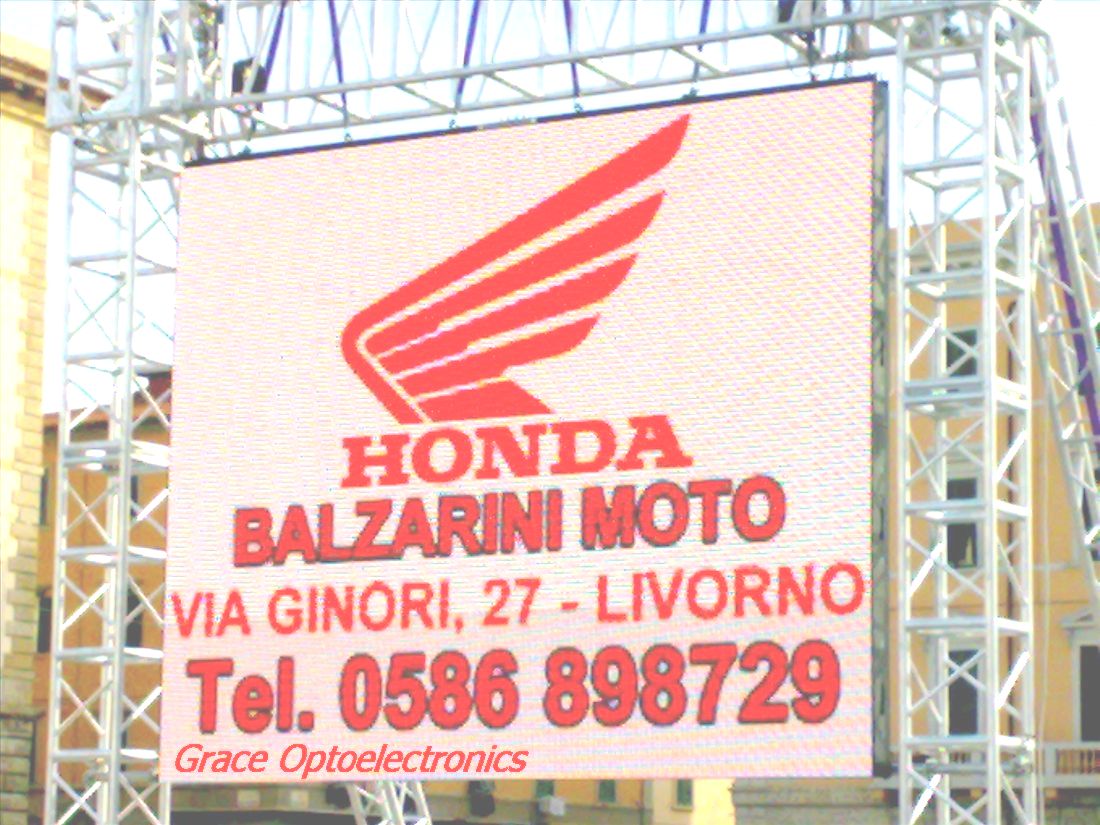 HONDA
BALZARINI MOTO
VIA GINORI, 27 - LIVORNO
Tel. 0586 898729
Grace Optoelectronics